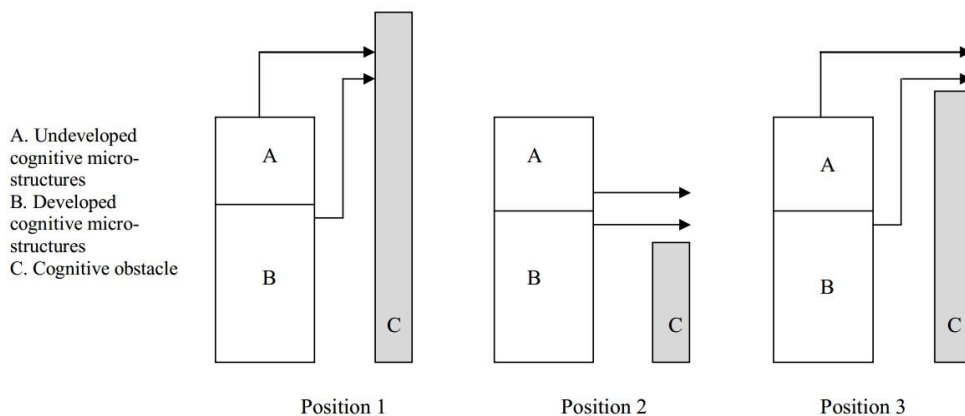 A. Undeveloped
cognitive micro-
structures
B. Developed
cognitive micro-
structures
C. Cognitive obstacle
A
B
C
Position 1
A
B
C
Position 2
A
B
C
Position 3